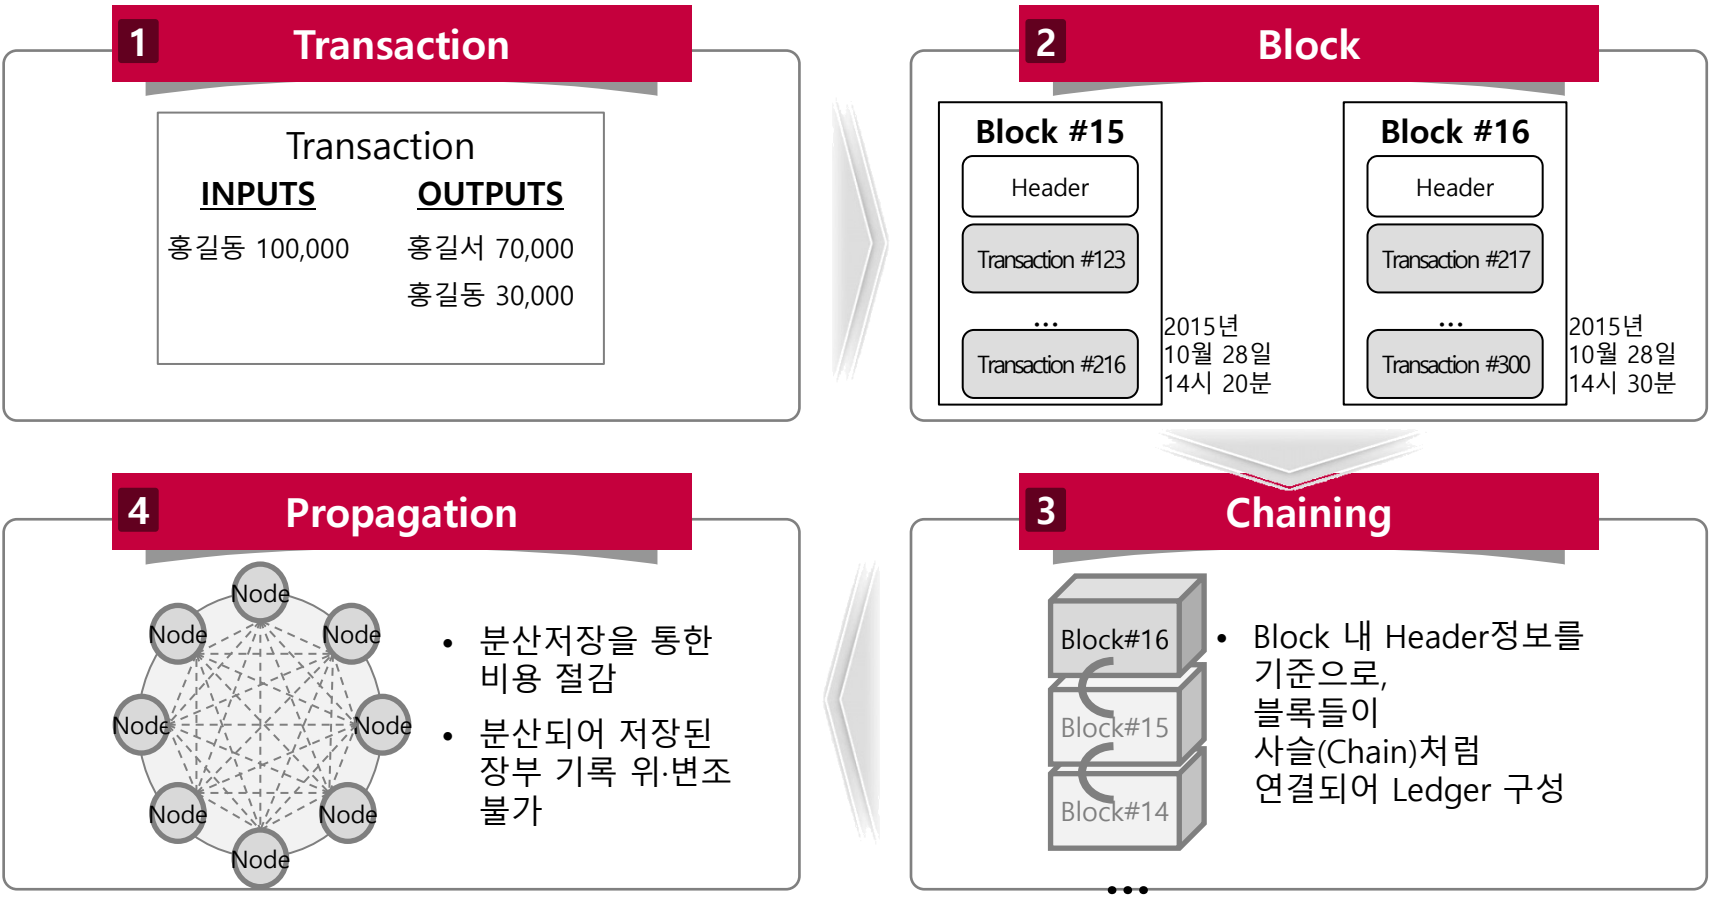 1 Transaction
Transaction
INPUTS OUTPUTS
홍길동 100,000 홍길서 70,000
홍길동 30,000
2 Block
Block #15
Header
Transaction #123
...
Transaction #216
2015년
10월 28일
14시 20분
Block #16
Header
Transaction #217
...
Transaction #300
2015년
10월 28일
14시 30분
3 Chaining
Block#16
Block#15
Block#14
...
• Block 내 Header정보를
기준으로,
블록들이
사슬(Chain)처럼
연결되어 Ledger 구성
4 Propagation
Node
Node
Node
Node
Node
Node
Node
Node
• 분산저장을 통한
비용 절감
• 분산되어 저장된
장부 기록 위·변조
불가